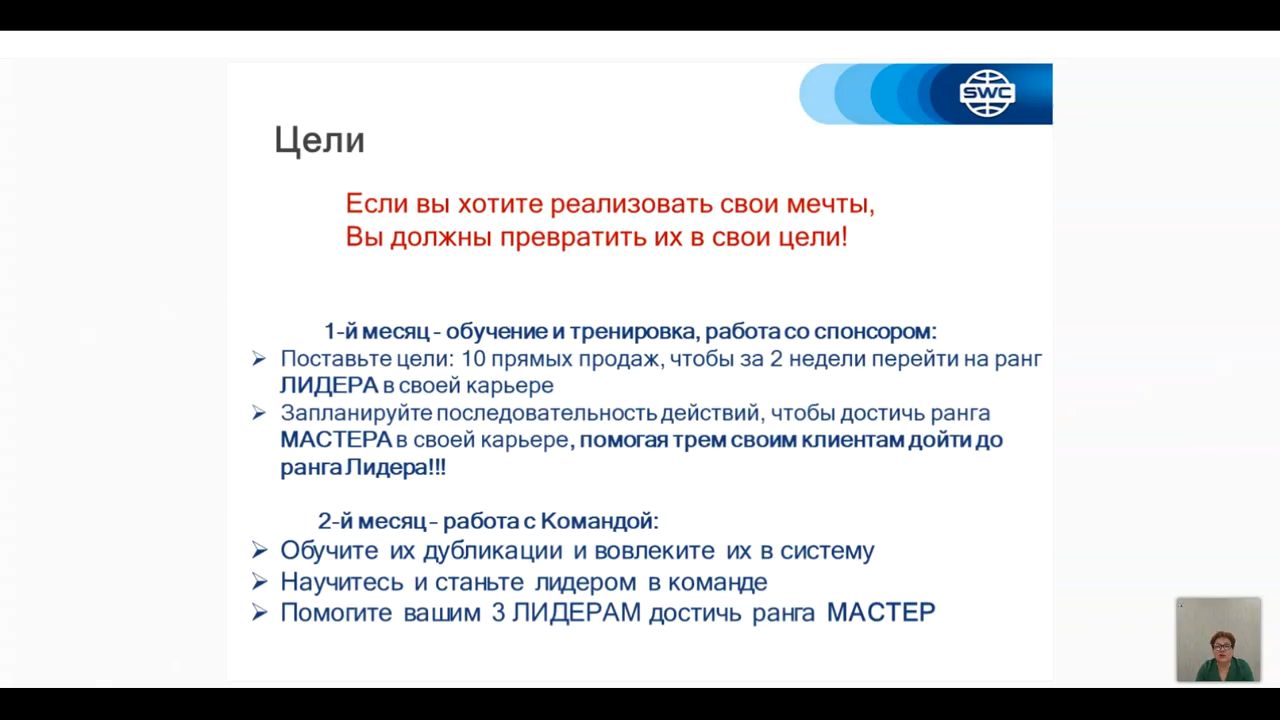 SWC
Цели
Если вы хотите реализовать свои мечты,
Вы должны превратить их в свои цели!
1-й месяц - обучение и тренировка, работа со спонсором:
➢ Поставьте цели: 10 прямых продаж, чтобы за 2 недели перейти на ранг
ЛИДЕРА в своей карьере
➢ Запланируйте последовательность действий, чтобы достичь ранга
МАСТЕРА в своей карьере, помогая трем своим клиентам дойти до
ранга Лидера!!!
2-й месяц - работа с Командой:
➢ Обучите их дубликации и вовлеките их в систему
➢ Научитесь и станьте лидером в команде
➢ Помогите вашим 3 ЛИДЕРАМ достичь ранга МАСТЕР